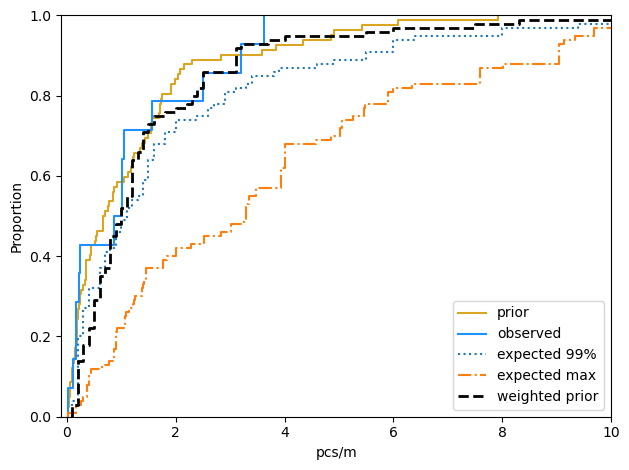 1.0
0.8
0.6
0.4
0.2
0.0
Proportion
0
2
4
6
8
10
pcs/m
prior
observed
expected 99%
expected max
weighted prior